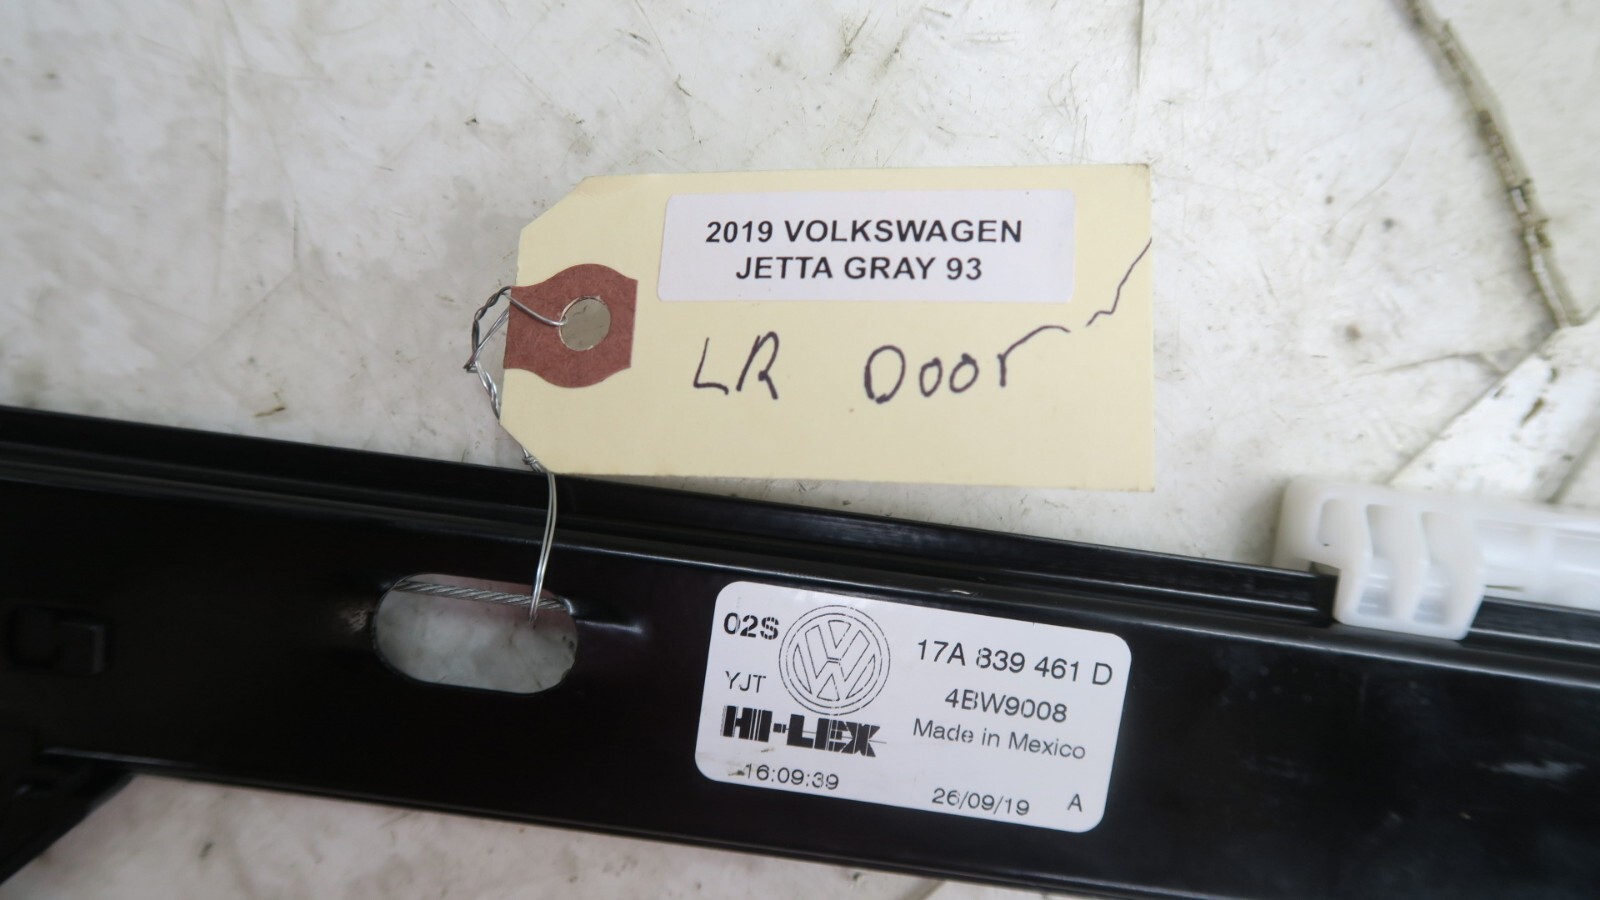 2019 VOLKSWAGEN
JETTA GRAY 93
LR Door
02S
17A 839 461 D
YJT
4BW9008
HI-LEX
Made in Mexico
16:09:39
26/09/19 A